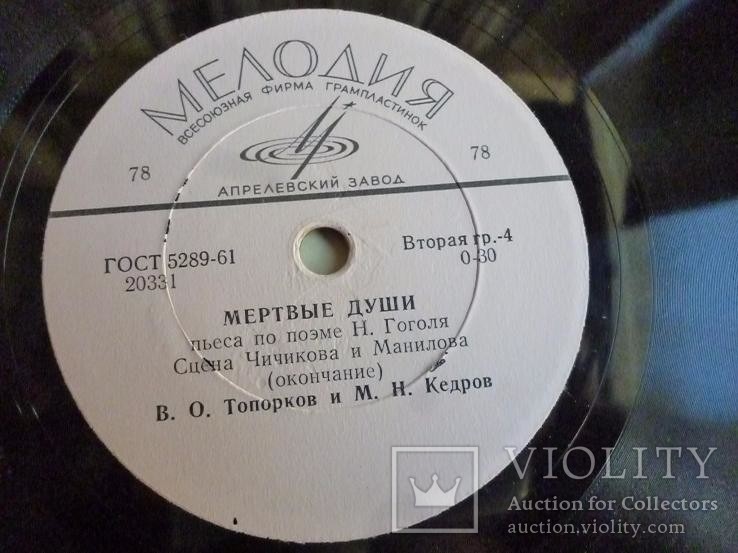 МЕЛОДИЯ
ВСЕСОЮЗНАЯ ФИРМА ГРАМПЛАСТИНОК
78
78
АПРЕЛЕВСКИЙ ЗАВОД
ГОСТ 5289-61
20331
Вторая гр.-4
0-30
МЕРТВЫЕ ДУШИ
пьеса по поэме Н. Гоголя
Сцена Чичикова и Манилова
(окончание)
В. О. Топорков и М. Н. Кедров
VIOLITY
Auction for Collectors
auction.violity.com